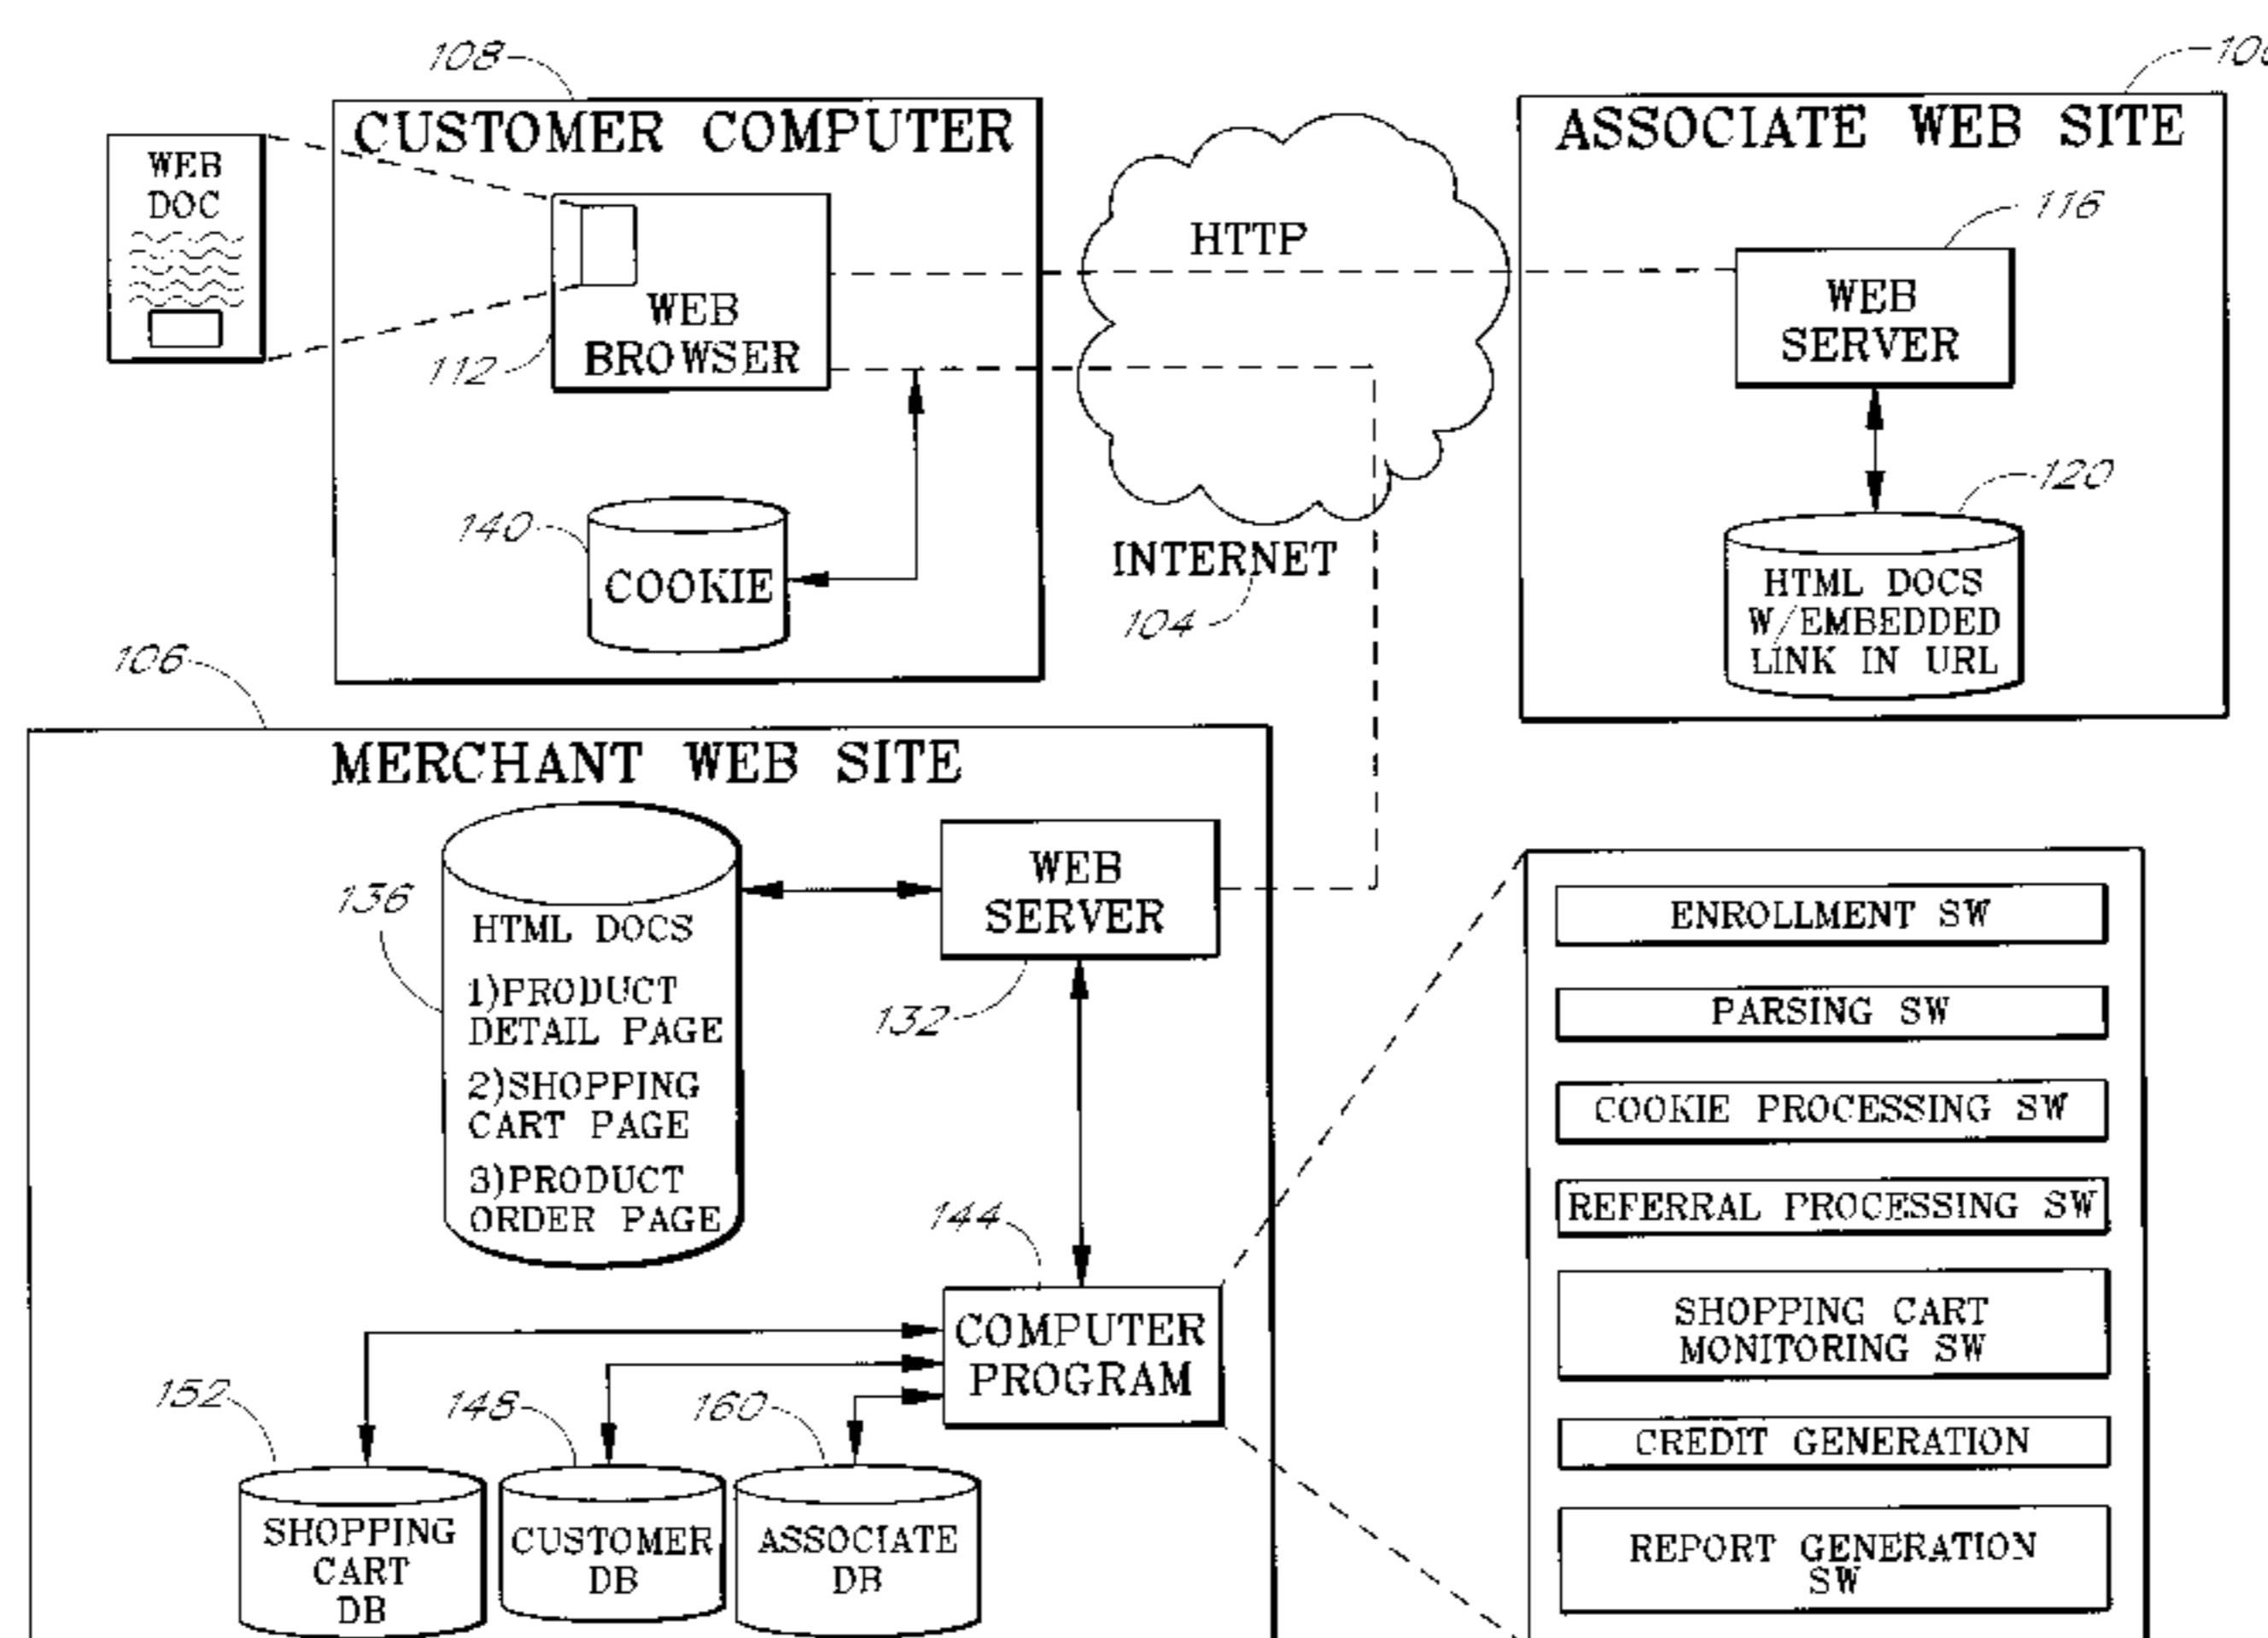 108
CUSTOMER COMPUTER
WEB
DOC
WEB
BROWSER
112
140
COOKIE
HTTP
INTERNET
104
ASSOCIATE WEB SITE
116
WEB
SERVER
120
HTML DOCS
W/EMBEDDED
LINK IN URL
106
MERCHANT WEB SITE
136
HTML DOCS
1)PRODUCT
DETAIL PAGE
2)SHOPPING
CART PAGE
3)PRODUCT
ORDER PAGE
WEB
SERVER
132
144
COMPUTER
PROGRAM
152
SHOPPING
CART
DB
148
CUSTOMER
DB
160
ASSOCIATE
DB
ENROLLMENT SW
PARSING SW
COOKIE PROCESSING SW
REFERRAL PROCESSING SW
SHOPPING CART
MONITORING SW
CREDIT GENERATION
REPORT GENERATION
SW